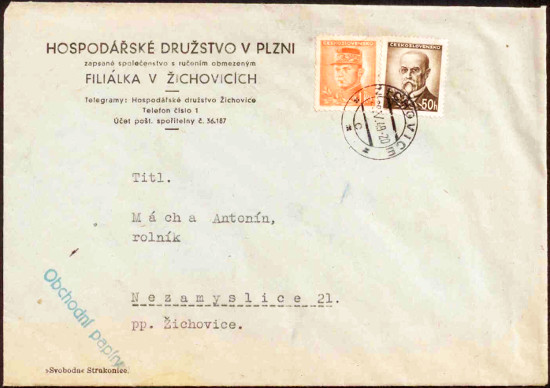 HOSPODÁŘSKÉ DRUŽSTVO V PLZNI
zapsané společenstvo s ručením obmezeným
FILIÁLKA V ŽICHOVICÍCH
Telegramy: Hospodářské družstvo Žichovice
Telefon číslo 1
Účet pošt. spořitelny č. 36.187
ČESKOSLOVENSKO
ČESKOSLOVENSKO
50h
Titl.
Mácha Antonín,
rolník
Nezamyslice 21.
pp. Žichovice.
Obchodní papíry
»Svoboda« Strakonice.